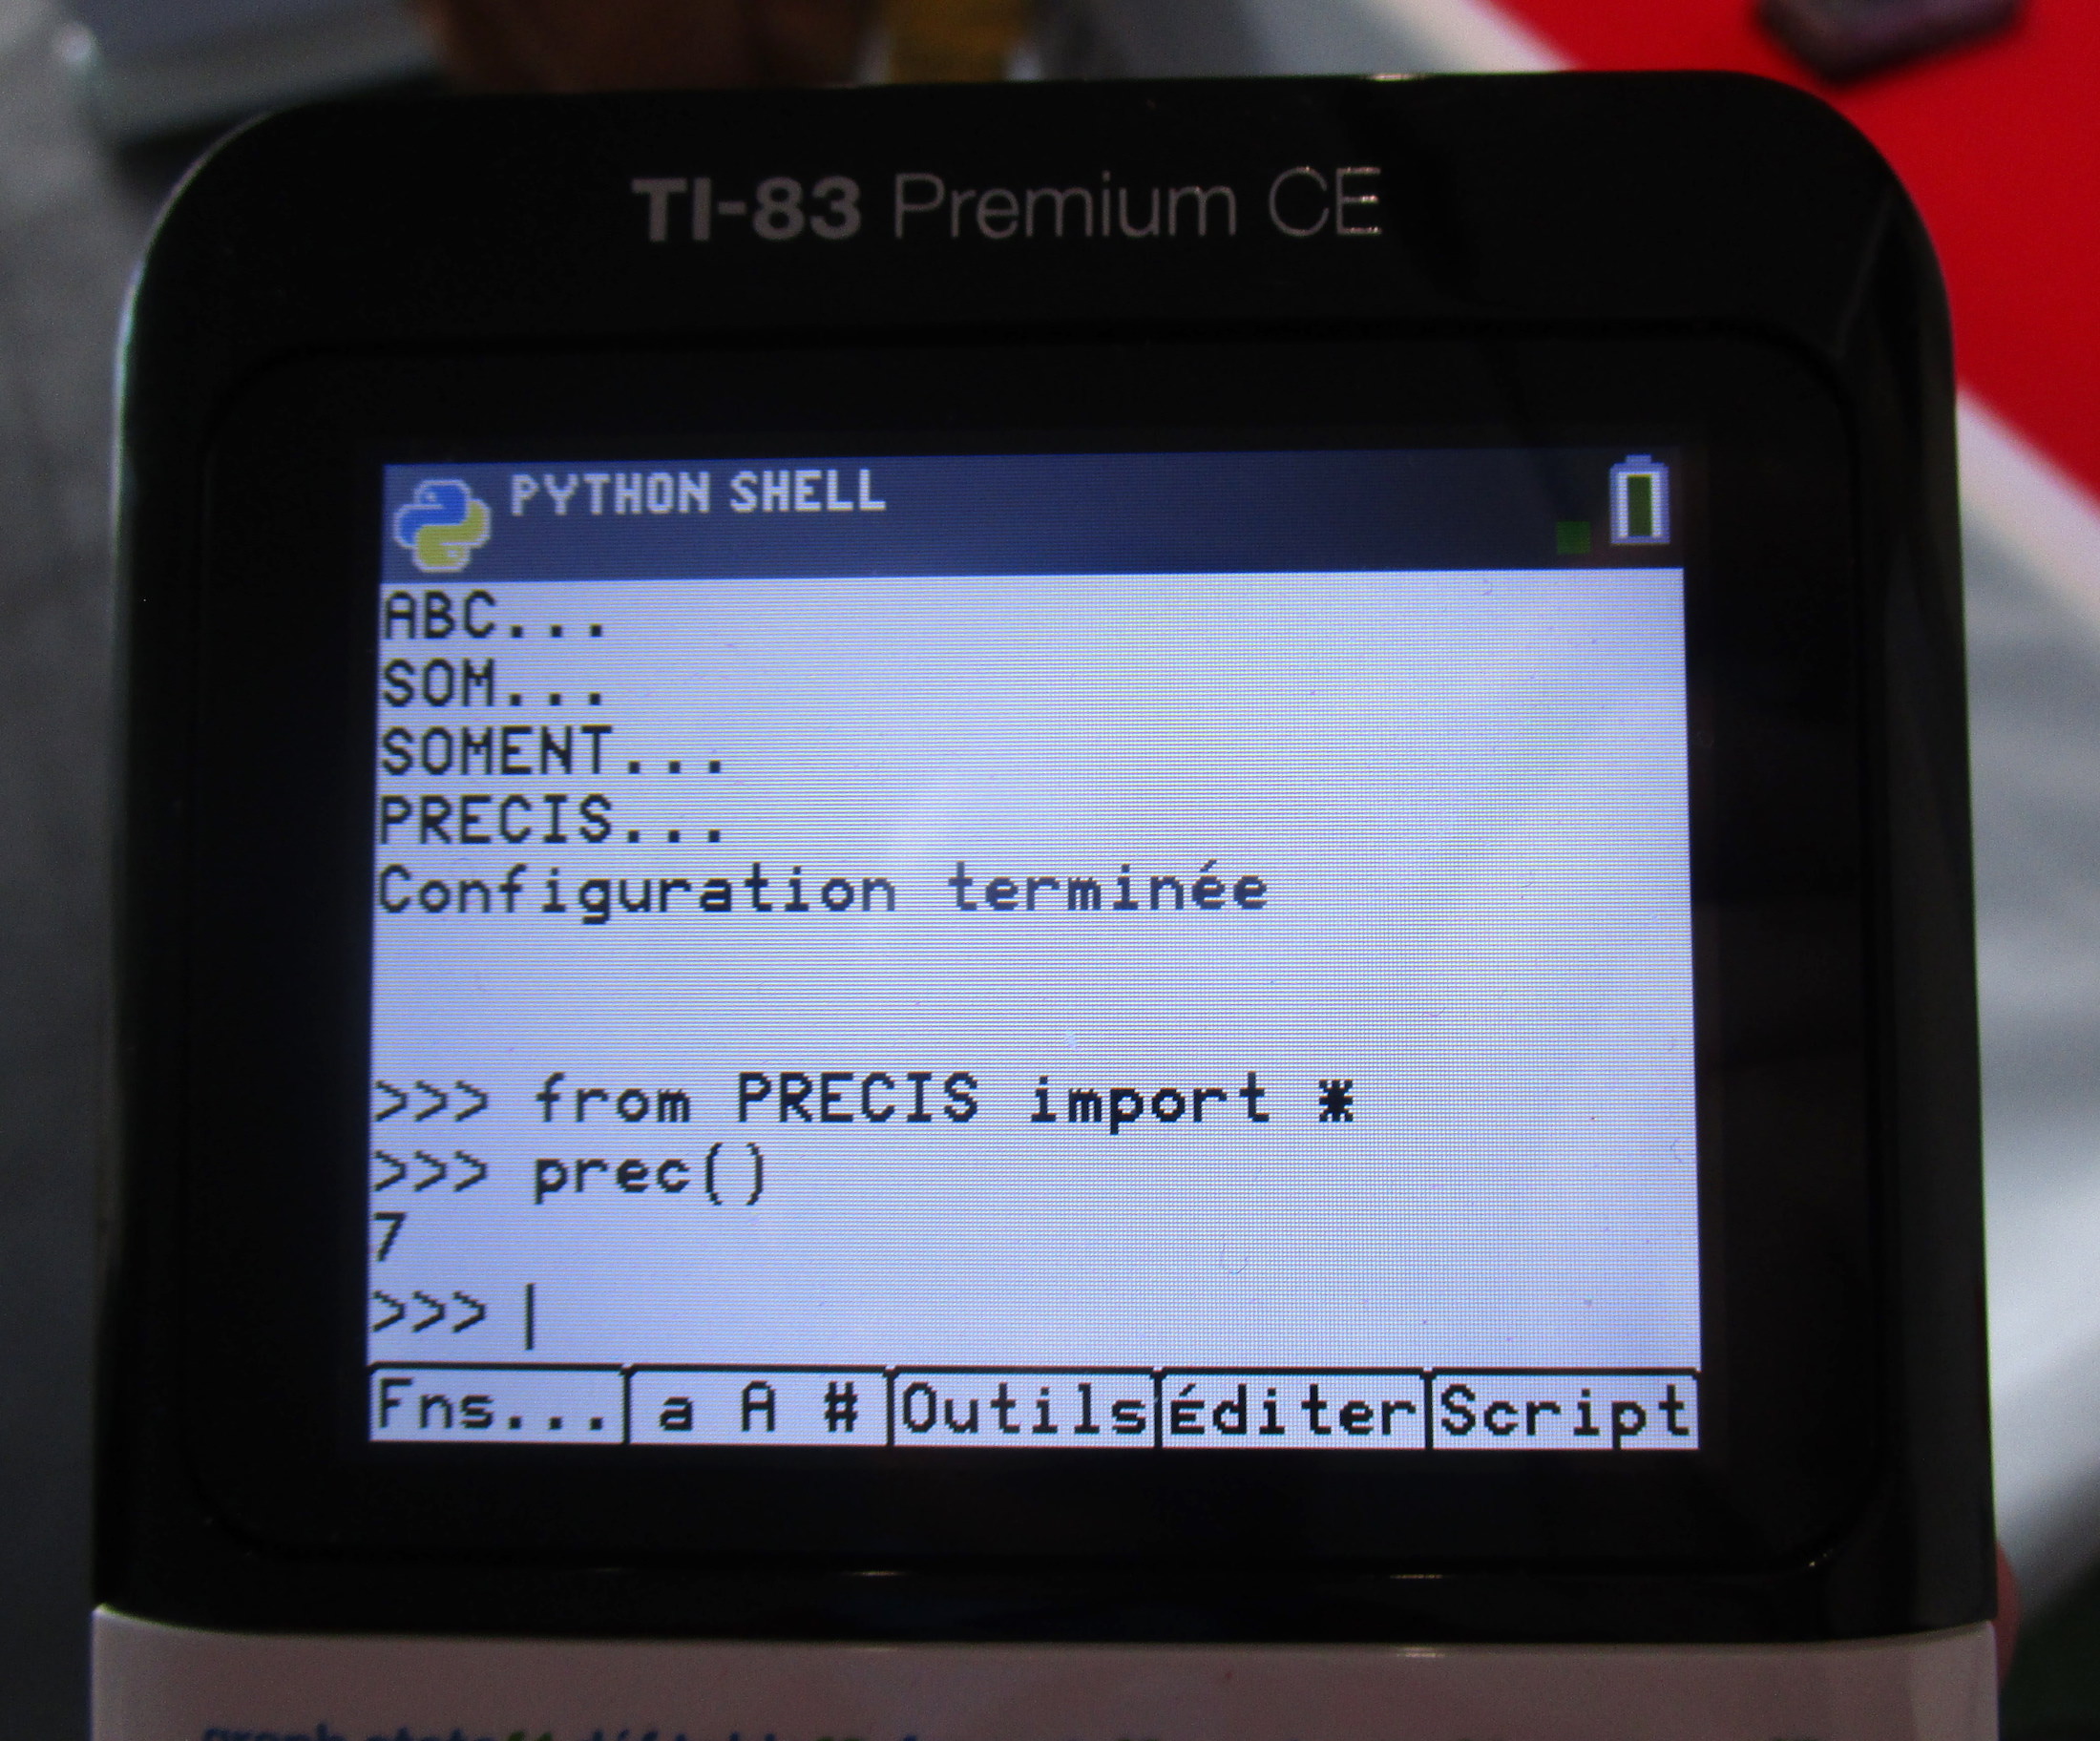 TI-83 Premium CE
PYTHON SHELL
ABC...
SOM...
SOMENT...
PRECIS...
Configuration terminée
>>> from PRECIS import *
>>> prec()
7
>>>
Fns... a A # Outils Éditer Script